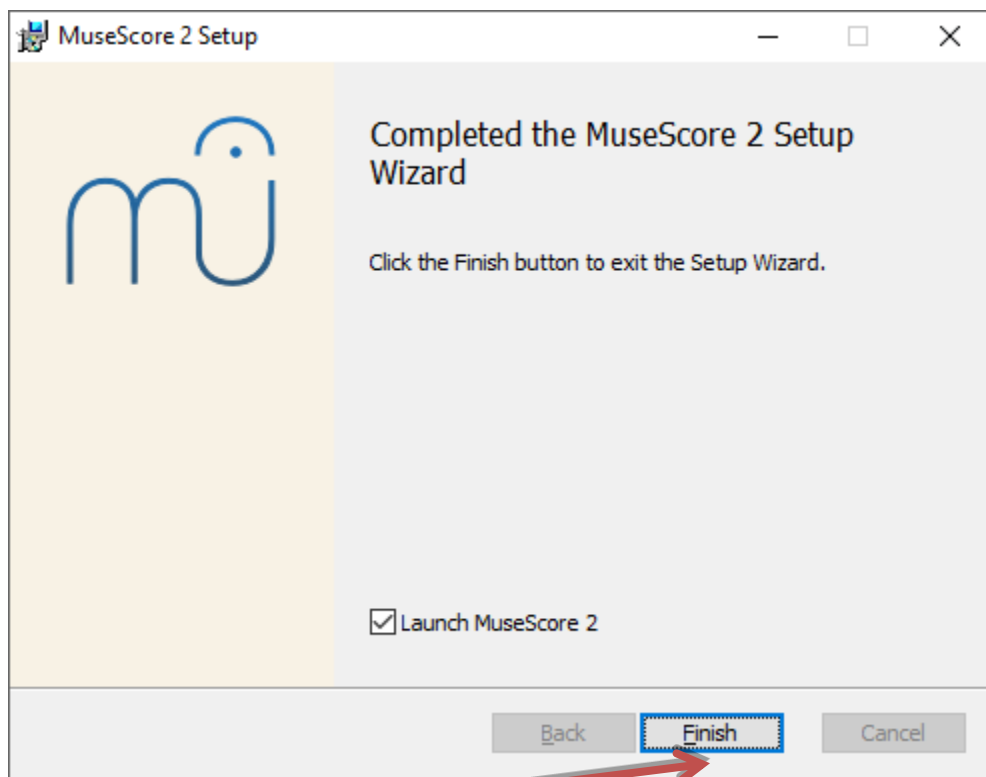 MuseScore 2 Setup
Completed the MuseScore 2 Setup
Wizard
Click the Finish button to exit the Setup Wizard.
Launch MuseScore 2
Back Finish Cancel